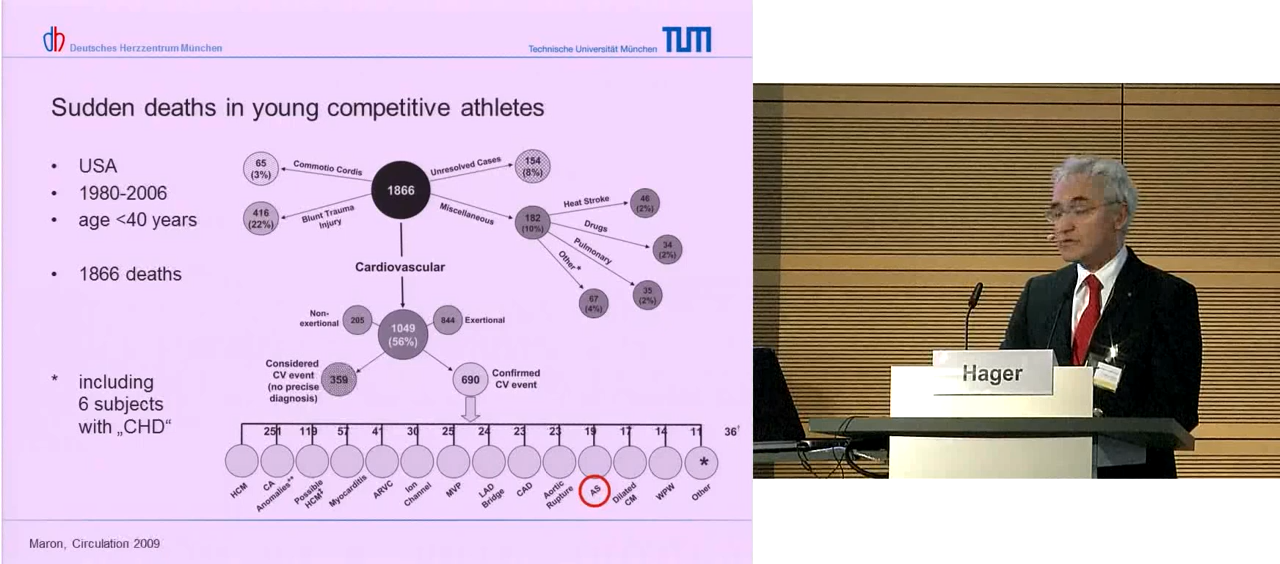 Deutsches Herzzentrum München
Technische Universität München
TUM
Sudden deaths in young competitive athletes
• USA
• 1980-2006
• age <40 years
• 1866 deaths
* including
6 subjects
with „CHD“
65
(3%)
Commotio Cordis
1866
Unresolved Cases
154
(8%)
416
(22%)
Blunt Trauma
Injury
Miscellaneous
182
(10%)
Heat Stroke
46
(2%)
Drugs
34
(2%)
Pulmonary
35
(2%)
Other*
67
(4%)
Cardiovascular
Non-
exertional
205
844
Exertional
1049
(56%)
Considered
CV event
(no precise
diagnosis)
359
690
Confirmed
CV event
251 119 57 41 30 25 24 23 23 19 17 14 11 36†
*
HCM
CA
Anomalies**
Possible
HCM‡
Myocarditis
ARVC
Ion
Channel
MVP
LAD
Bridge
CAD
Aortic
Rupture
AS
Dilated
CM
WPW
Other
Maron, Circulation 2009
Hager